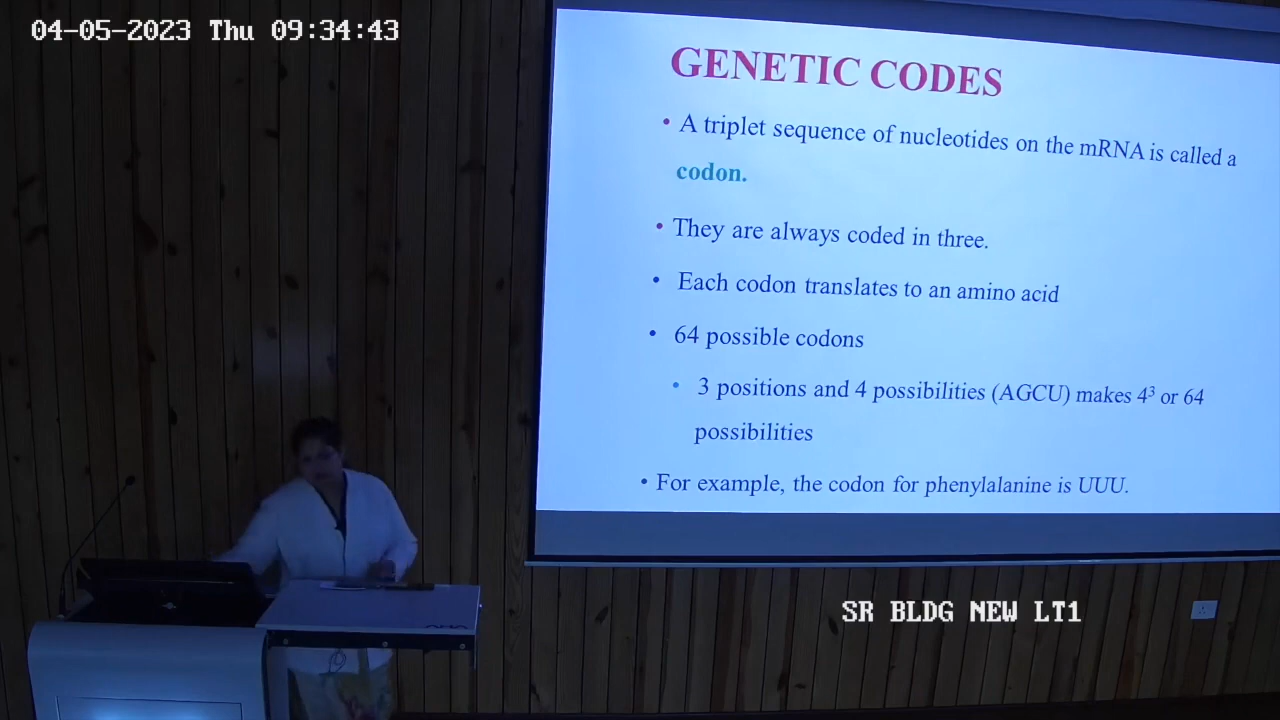 04-05-2023 Thu 09:34:43
GENETIC CODES
• A triplet sequence of nucleotides on the mRNA is called a
codon.
• They are always coded in three.
• Each codon translates to an amino acid
• 64 possible codons
• 3 positions and 4 possibilities (AGCU) makes 4³ or 64
possibilities
• For example, the codon for phenylalanine is UUU.
SR BLDG NEW LT1